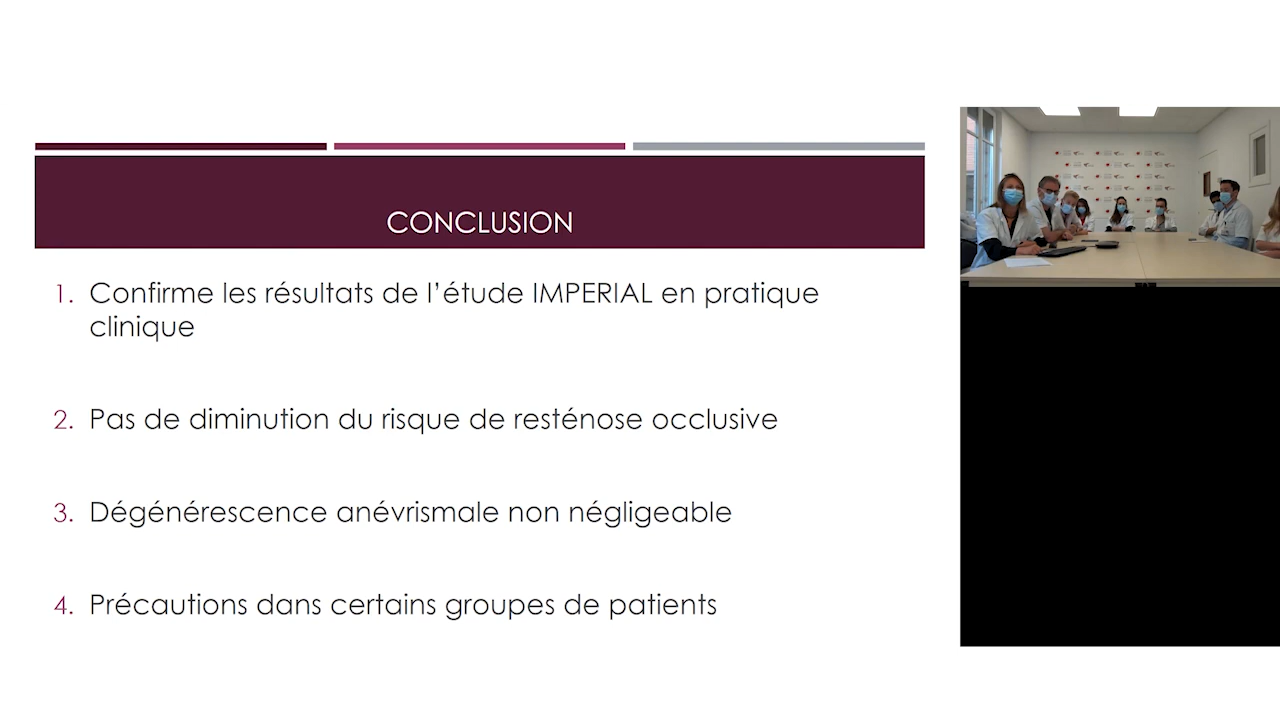 CONCLUSION
1. Confirme les résultats de l'étude IMPERIAL en pratique
clinique
2. Pas de diminution du risque de resténose occlusive
3. Dégénérescence anévrismale non négligeable
4. Précautions dans certains groupes de patients